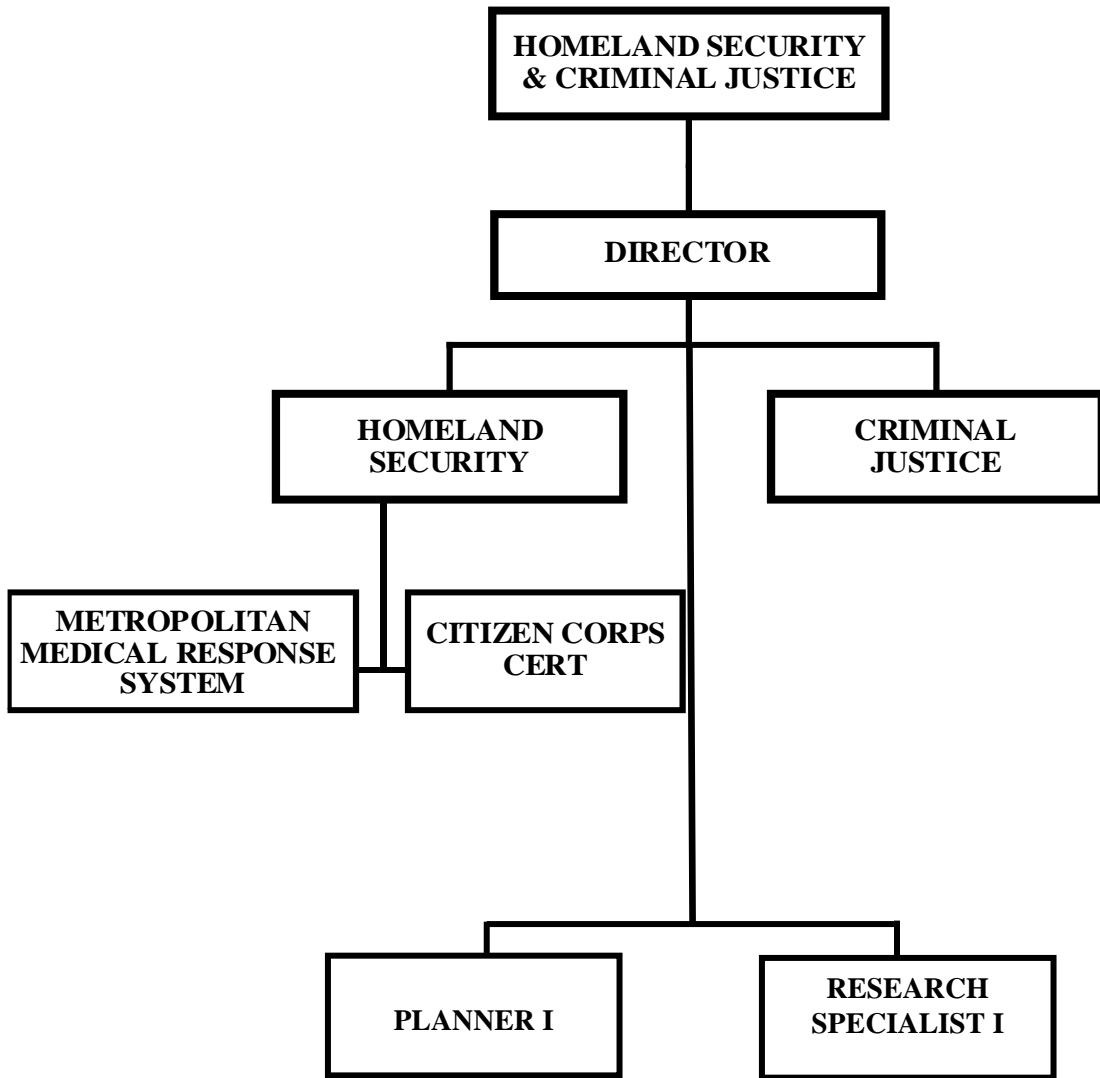 HOMELAND SECURITY
& CRIMINAL JUSTICE
DIRECTOR
HOMELAND
SECURITY
CRIMINAL
JUSTICE
METROPOLITAN
MEDICAL RESPONSE
SYSTEM
CITIZEN CORPS
CERT
PLANNER I
RESEARCH
SPECIALIST I